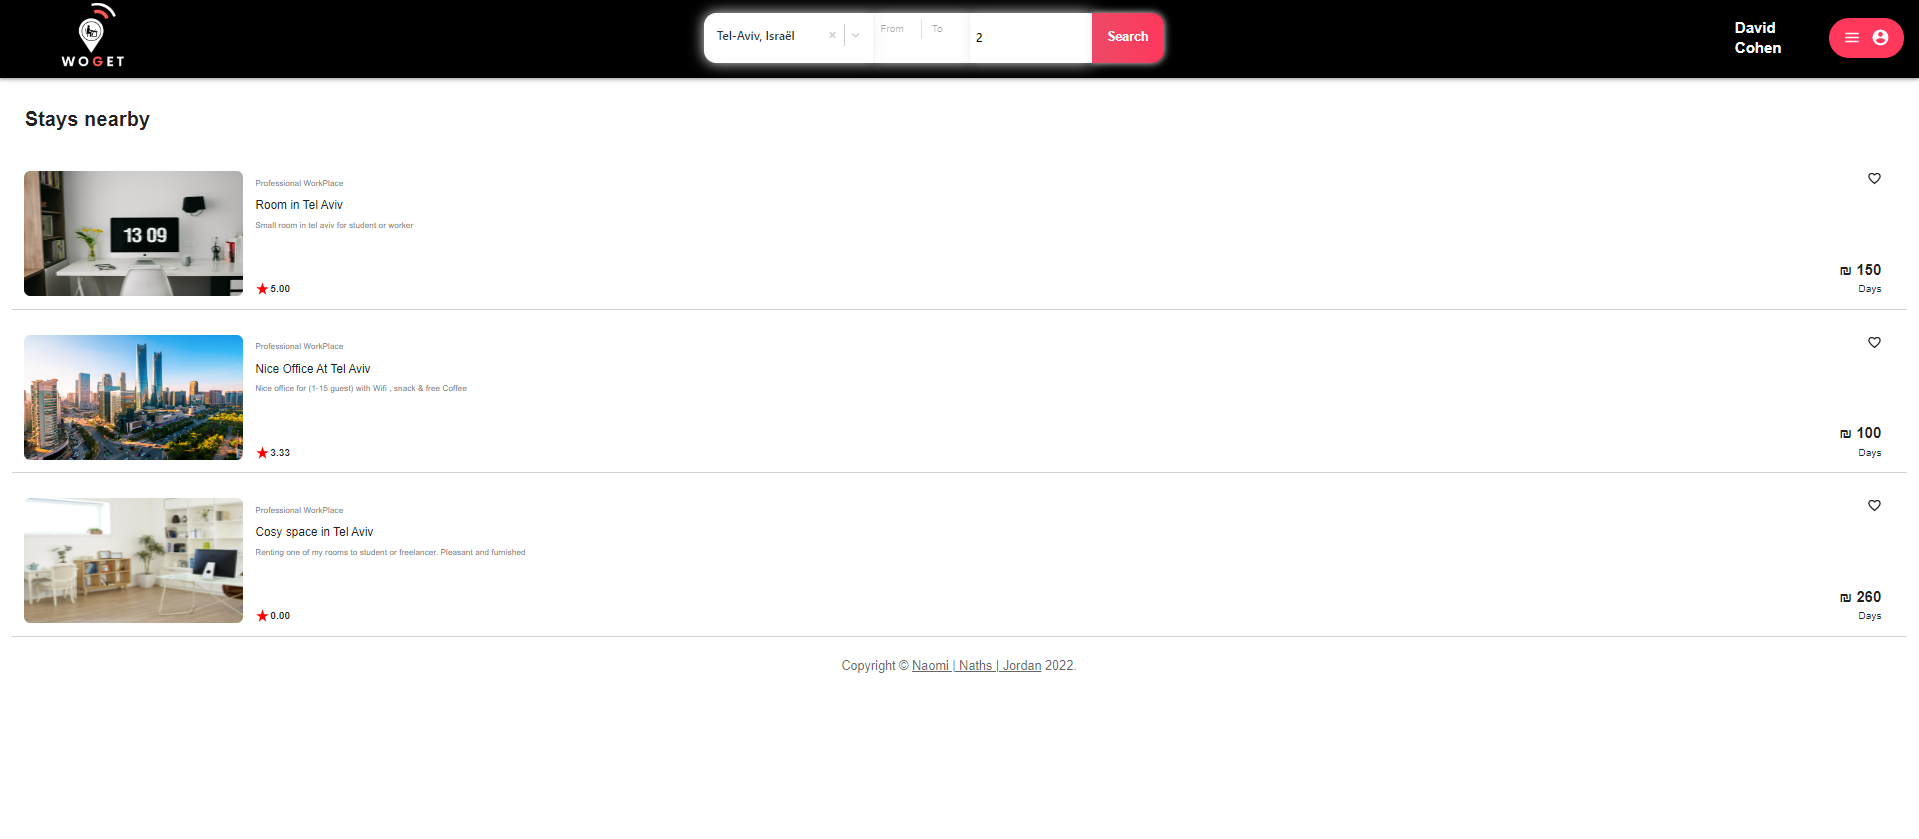 WOGET
Tel-Aviv, Israël
From
To
2
Search
David
Cohen
Stays nearby
13 09
Professional WorkPlace
Room in Tel Aviv
Small room in tel aviv for student or worker
5.00
₪ 150
Days
Professional WorkPlace
Nice Office At Tel Aviv
Nice office for (1-15 guest) with Wifi , snack & free Coffee
3.33
₪ 100
Days
Professional WorkPlace
Cosy space in Tel Aviv
Renting one of my rooms to student or freelancer. Pleasant and furnished
0.00
₪ 260
Days
Copyright © Naomi | Naths | Jordan 2022.